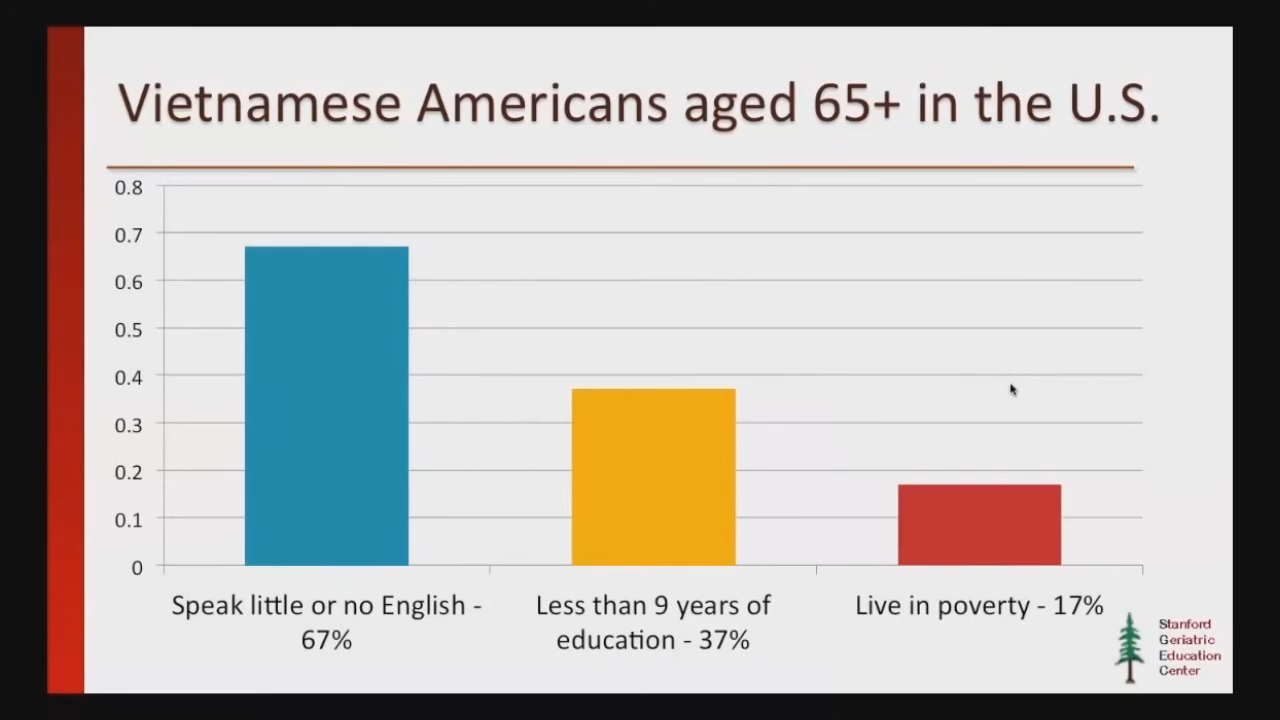 Vietnamese Americans aged 65+ in the U.S.
0.8
0.7
0.6
0.5
0.4
0.3
0.2
0.1
0
Speak little or no English -
67%
Less than 9 years of
education - 37%
Live in poverty - 17%
Stanford
Geriatric
Education
Center